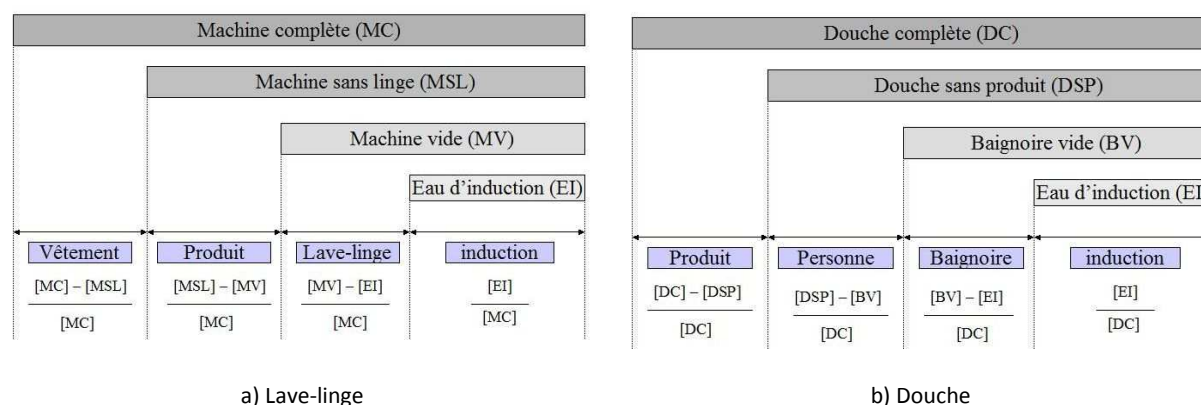 Machine complète (MC)
Machine sans linge (MSL)
Machine vide (MV)
Eau d'induction (EI)
Vêtement Produit Lave-linge induction
[MC] – [MSL] [MSL] – [MV] [MV] – [EI] [EI]
[MC] [MC] [MC] [MC]
a) Lave-linge
Douche complète (DC)
Douche sans produit (DSP)
Baignoire vide (BV)
Eau d'induction (EI
Produit Personne Baignoire induction
[DC] – [DSP] [DSP] – [BV] [BV] – [EI] [EI]
[DC] [DC] [DC] [DC]
b) Douche